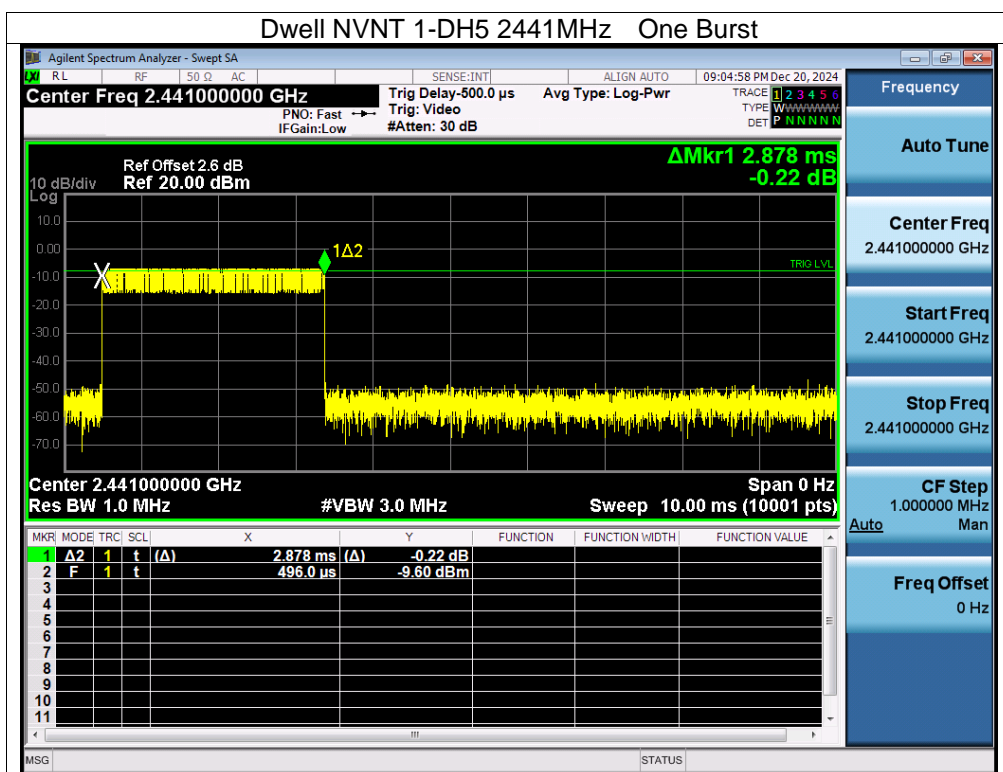 Dwell NVNT 1-DH5 2441MHz One Burst
Agilent Spectrum Analyzer - Swept SA
LXI RL RF 50 Ω AC SENSE:INT ALIGN AUTO 09:04:58 PM Dec 20, 2024
Center Freq 2.441000000 GHz
PNO: Fast
IFGain:Low
Trig Delay-500.0 µs
Trig: Video
#Atten: 30 dB
Avg Type: Log-Pwr
TRACE 1 2 3 4 5 6
TYPE WWWWWW
DET P N N N N N
Frequency
Auto Tune
Center Freq
2.441000000 GHz
Start Freq
2.441000000 GHz
Stop Freq
2.441000000 GHz
CF Step
1.000000 MHz
Auto Man
Freq Offset
0 Hz
ΔMkr1 2.878 ms
-0.22 dB
Ref Offset 2.6 dB
10 dB/div Ref 20.00 dBm
Log
10.0
0.00
-10.0
-20.0
-30.0
-40.0
-50.0
-60.0
-70.0
1Δ2
TRIG LVL
X
Center 2.441000000 GHz Span 0 Hz
Res BW 1.0 MHz #VBW 3.0 MHz Sweep 10.00 ms (10001 pts)
MKR MODE TRC SCL X Y FUNCTION FUNCTION WIDTH FUNCTION VALUE
1 Δ2 1 t (Δ) 2.878 ms (Δ) -0.22 dB
2 F 1 t 496.0 µs -9.60 dBm
3
4
5
6
7
8
9
10
11
MSG STATUS